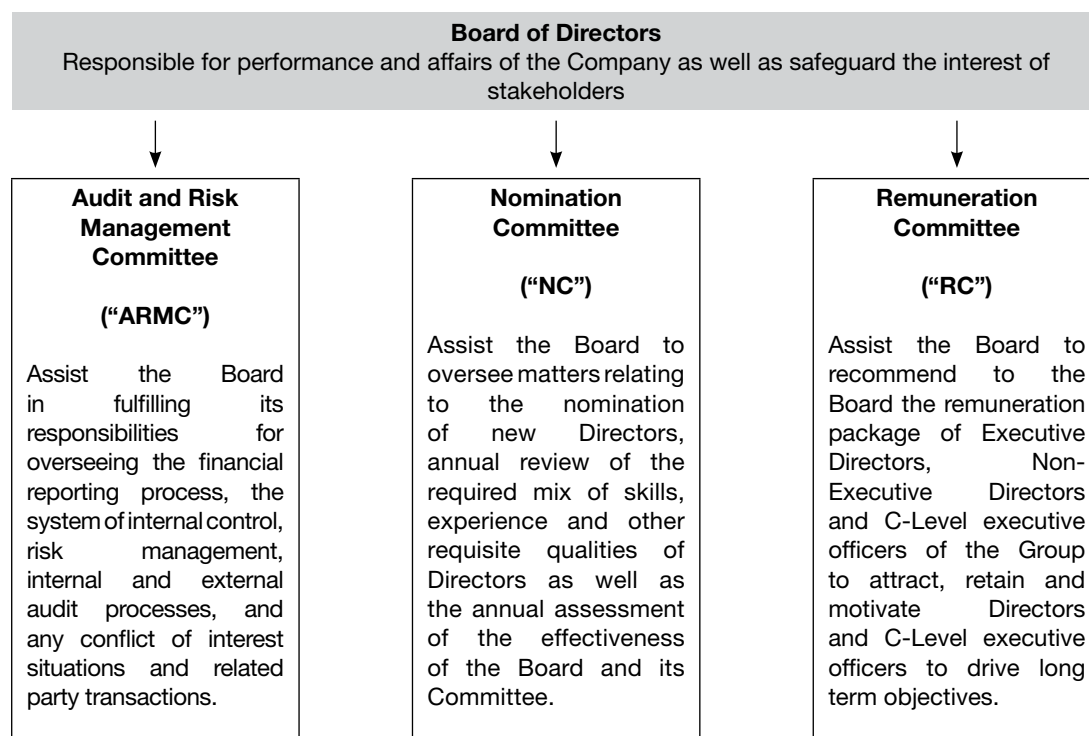 Board of Directors
Responsible for performance and affairs of the Company as well as safeguard the interest of
stakeholders
Audit and Risk
Management
Committee
(“ARMC”)
Assist the Board
in fulfilling its
responsibilities for
overseeing the financial
reporting process, the
system of internal control,
risk management,
internal and external
audit processes, and
any conflict of interest
situations and related
party transactions.
Nomination
Committee
(“NC”)
Assist the Board to
oversee matters relating
to the nomination
of new Directors,
annual review of the
required mix of skills,
experience and other
requisite qualities of
Directors as well as
the annual assessment
of the effectiveness
of the Board and its
Committee.
Remuneration
Committee
(“RC”)
Assist the Board to
recommend to the
Board the remuneration
package of Executive
Directors, Non-
Executive Directors
and C-Level executive
officers of the Group
to attract, retain and
motivate Directors
and C-Level executive
officers to drive long
term objectives.